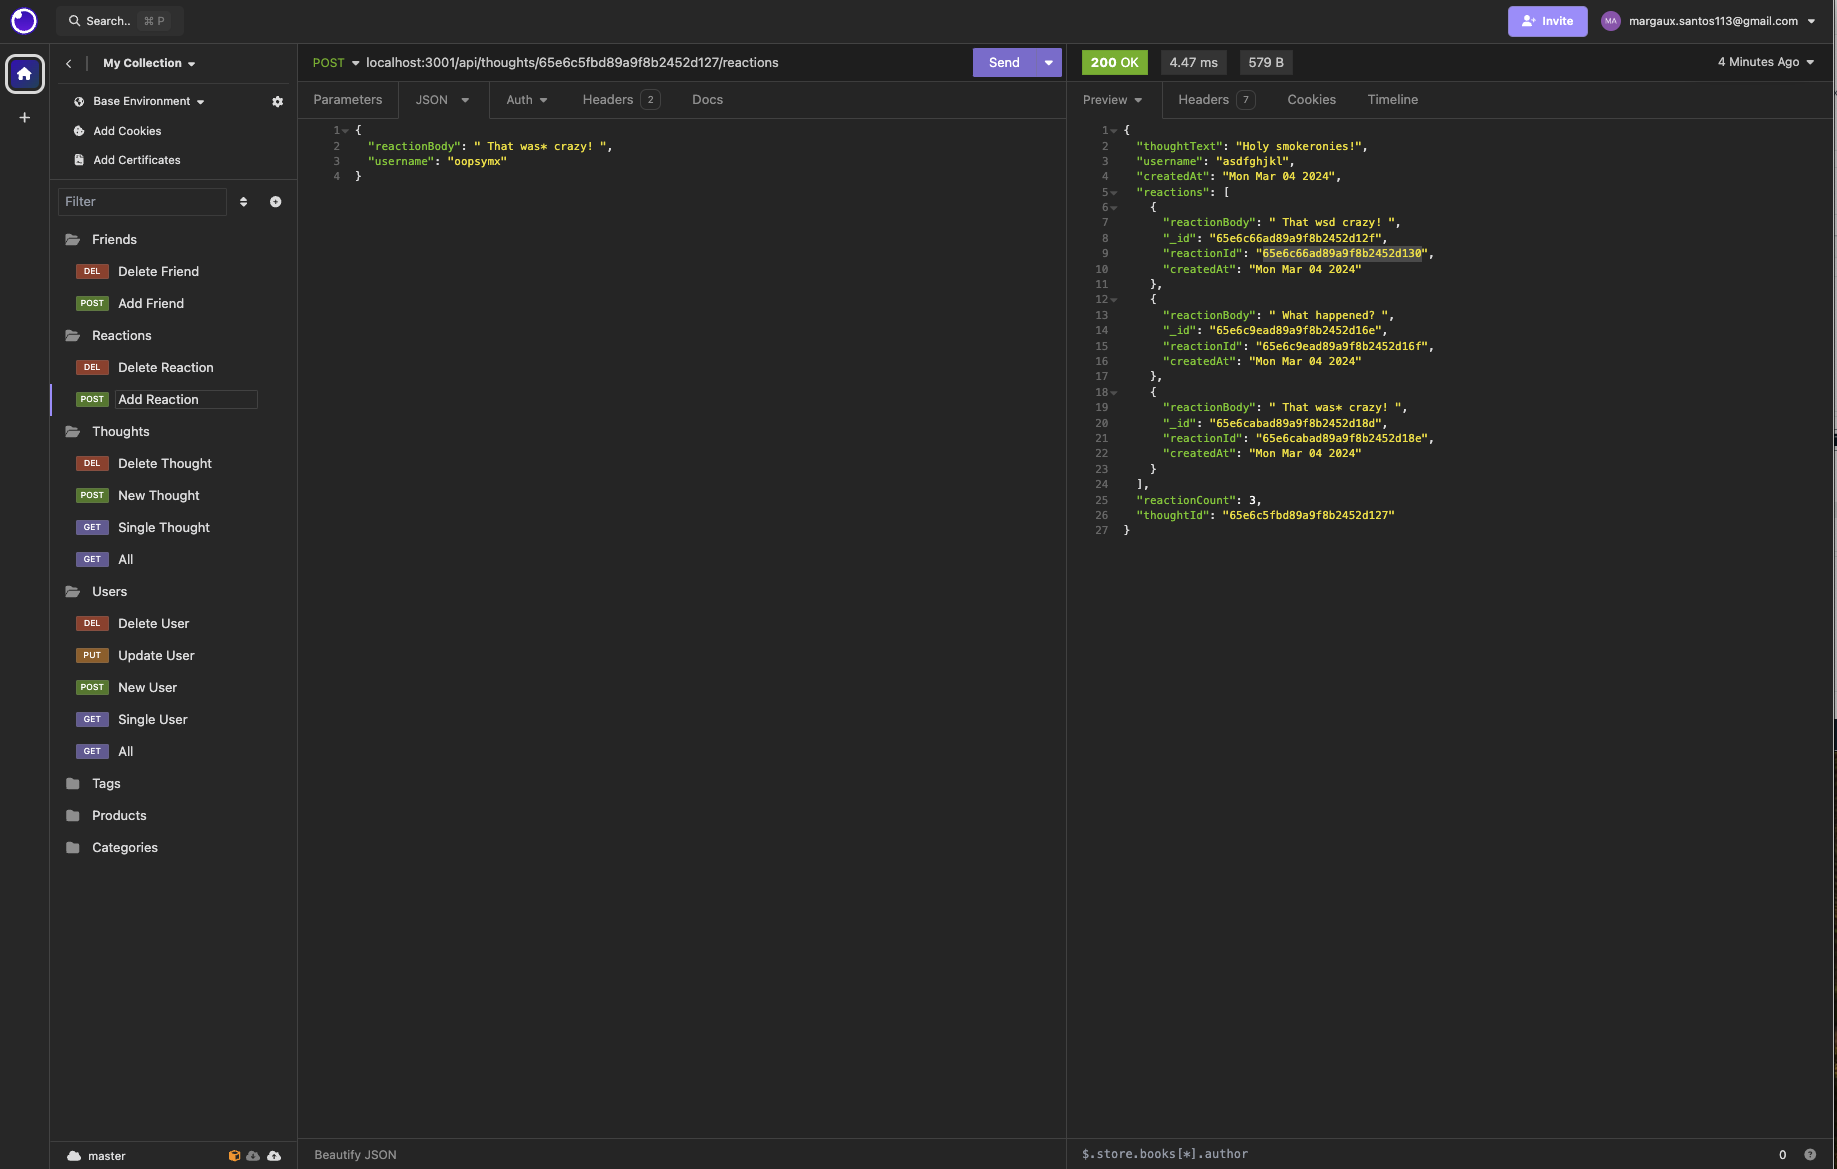 Search.. ⌘ P
Invite
MA margaux.santos113@gmail.com
My Collection
Base Environment
Add Cookies
Add Certificates
Filter
Friends
DEL Delete Friend
POST Add Friend
Reactions
DEL Delete Reaction
POST Add Reaction
Thoughts
DEL Delete Thought
POST New Thought
GET Single Thought
GET All
Users
DEL Delete User
PUT Update User
POST New User
GET Single User
GET All
Tags
Products
Categories
master
POST localhost:3001/api/thoughts/65e6c5fbd89a9f8b2452d127/reactions Send
Parameters JSON Auth Headers 2 Docs
1 {
2 "reactionBody": " That was* crazy! ",
3 "username": "oopsymx"
4 }
Beautify JSON
200 OK 4.47 ms 579 B 4 Minutes Ago
Preview Headers 7 Cookies Timeline
1 {
2 "thoughtText": "Holy smokeronies!",
3 "username": "asdfghjkl",
4 "createdAt": "Mon Mar 04 2024",
5 "reactions": [
6 {
7 "reactionBody": " That wsd crazy! ",
8 "_id": "65e6c66ad89a9f8b2452d12f",
9 "reactionId": "65e6c66ad89a9f8b2452d130",
10 "createdAt": "Mon Mar 04 2024"
11 },
12 {
13 "reactionBody": " What happened? ",
14 "_id": "65e6c9ead89a9f8b2452d16e",
15 "reactionId": "65e6c9ead89a9f8b2452d16f",
16 "createdAt": "Mon Mar 04 2024"
17 },
18 {
19 "reactionBody": " That was* crazy! ",
20 "_id": "65e6cabad89a9f8b2452d18d",
21 "reactionId": "65e6cabad89a9f8b2452d18e",
22 "createdAt": "Mon Mar 04 2024"
23 }
24 ],
25 "reactionCount": 3,
26 "thoughtId": "65e6c5fbd89a9f8b2452d127"
27 }
$.store.books[*].author 0 ?